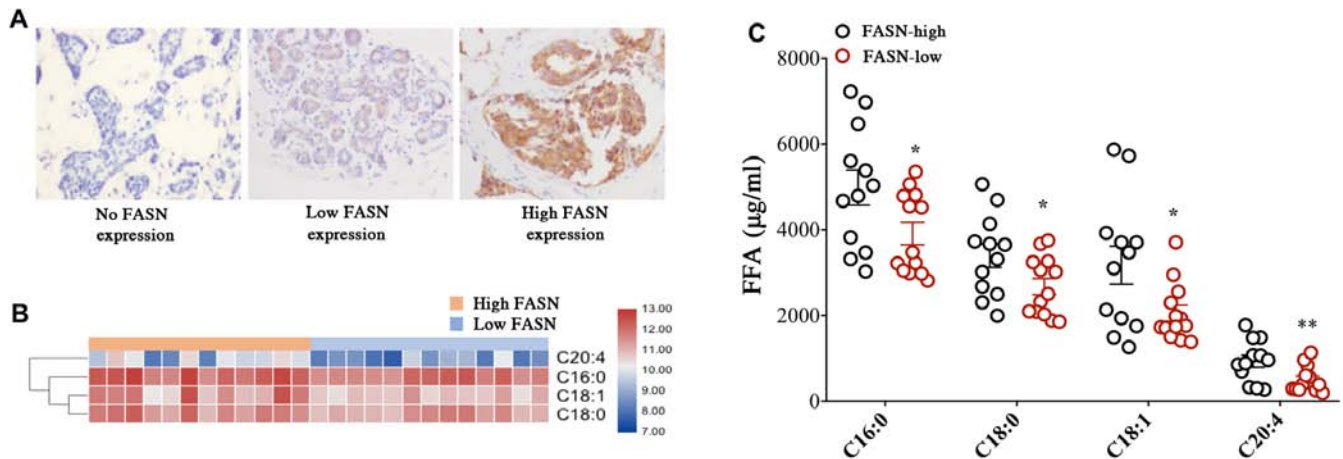 A
No FASN
expression
Low FASN
expression
High FASN
expression
B
High FASN
Low FASN
C20:4
C16:0
C18:1
C18:0
13.00
12.00
11.00
10.00
9.00
8.00
7.00
C
FASN-high
FASN-low
FFA (μg/ml)
8000
6000
4000
2000
0
*
*
*
**
C16:0
C18:0
C18:1
C20:4